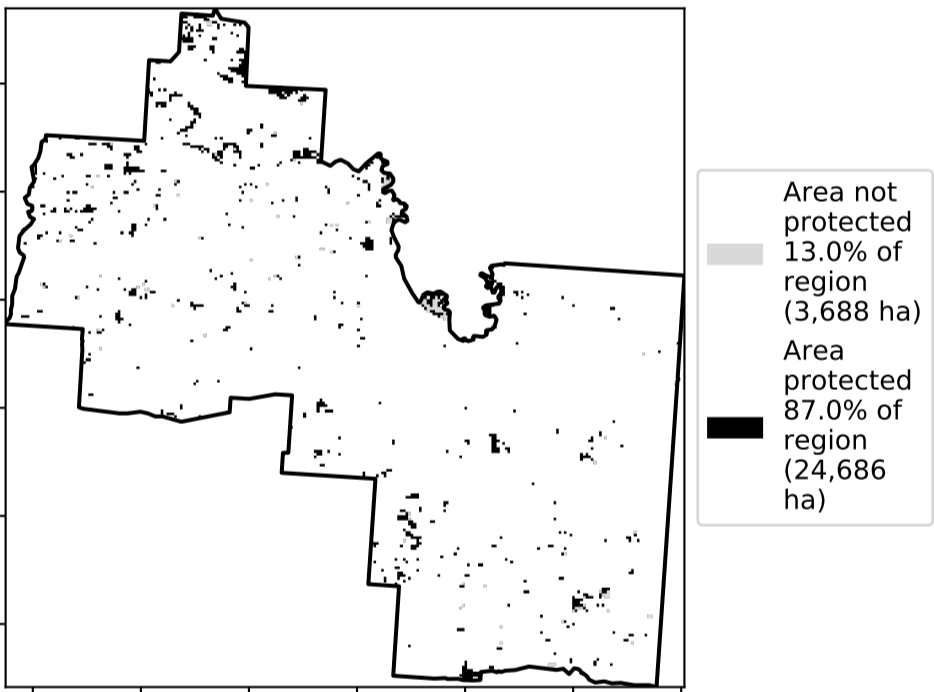 Area not
protected
13.0% of
region
(3,688 ha)
Area
protected
87.0% of
region
(24,686
ha)